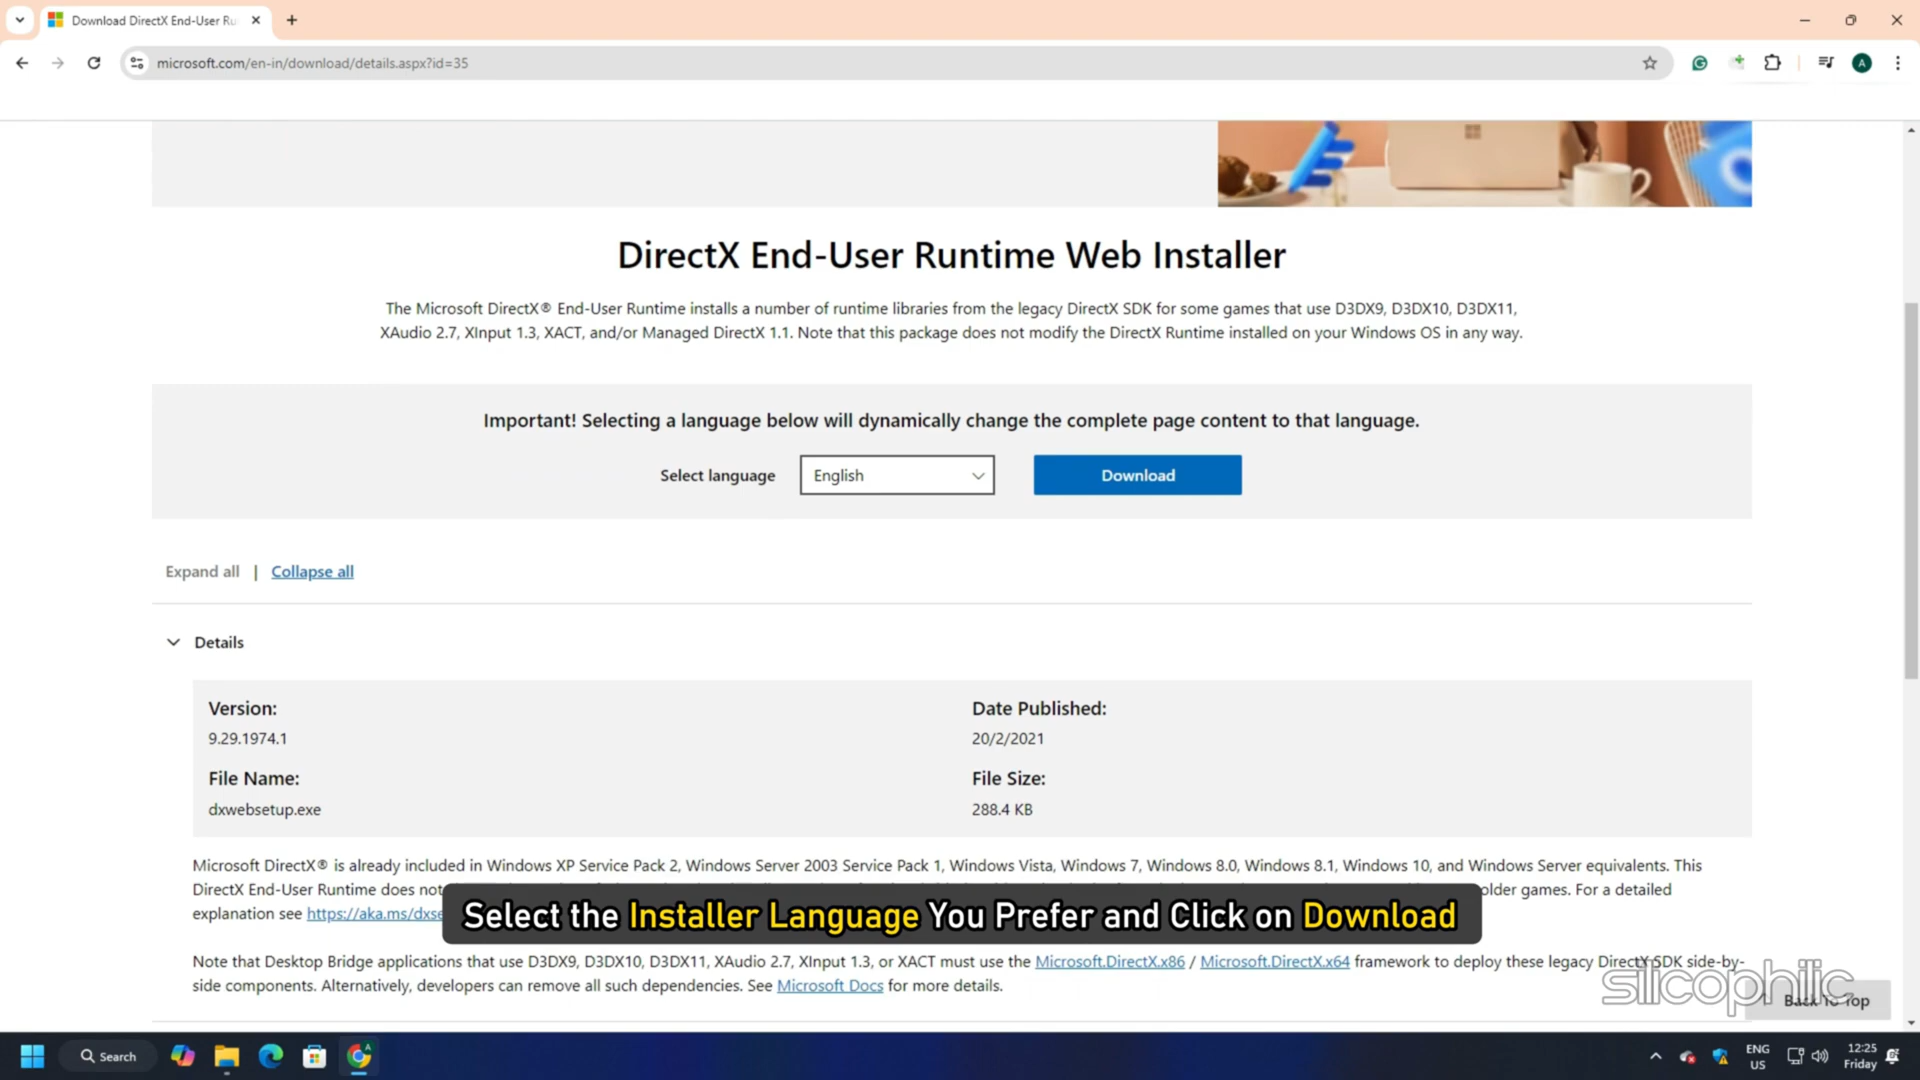 Download DirectX End-User Ru
microsoft.com/en-in/download/details.aspx?id=35
A
DirectX End-User Runtime Web Installer
The Microsoft DirectX® End-User Runtime installs a number of runtime libraries from the legacy DirectX SDK for some games that use D3DX9, D3DX10, D3DX11,
XAudio 2.7, XInput 1.3, XACT, and/or Managed DirectX 1.1. Note that this package does not modify the DirectX Runtime installed on your Windows OS in any way.
Important! Selecting a language below will dynamically change the complete page content to that language.
Select language English Download
Expand all | Collapse all
Details
Version: Date Published:
9.29.1974.1 20/2/2021
File Name: File Size:
dxwebsetup.exe 288.4 KB
Microsoft DirectX® is already included in Windows XP Service Pack 2, Windows Server 2003 Service Pack 1, Windows Vista, Windows 7, Windows 8.0, Windows 8.1, Windows 10, and Windows Server equivalents. This
DirectX End-User Runtime does not older games. For a detailed
explanation see https://aka.ms/dxse
Select the Installer Language You Prefer and Click on Download
Note that Desktop Bridge applications that use D3DX9, D3DX10, D3DX11, XAudio 2.7, XInput 1.3, or XACT must use the Microsoft.DirectX.x86 / Microsoft.DirectX.x64 framework to deploy these legacy DirectX SDK side-by-
side components. Alternatively, developers can remove all such dependencies. See Microsoft Docs for more details.
silicophilic
Back To Top
Search
ENG
US
12:25
Friday